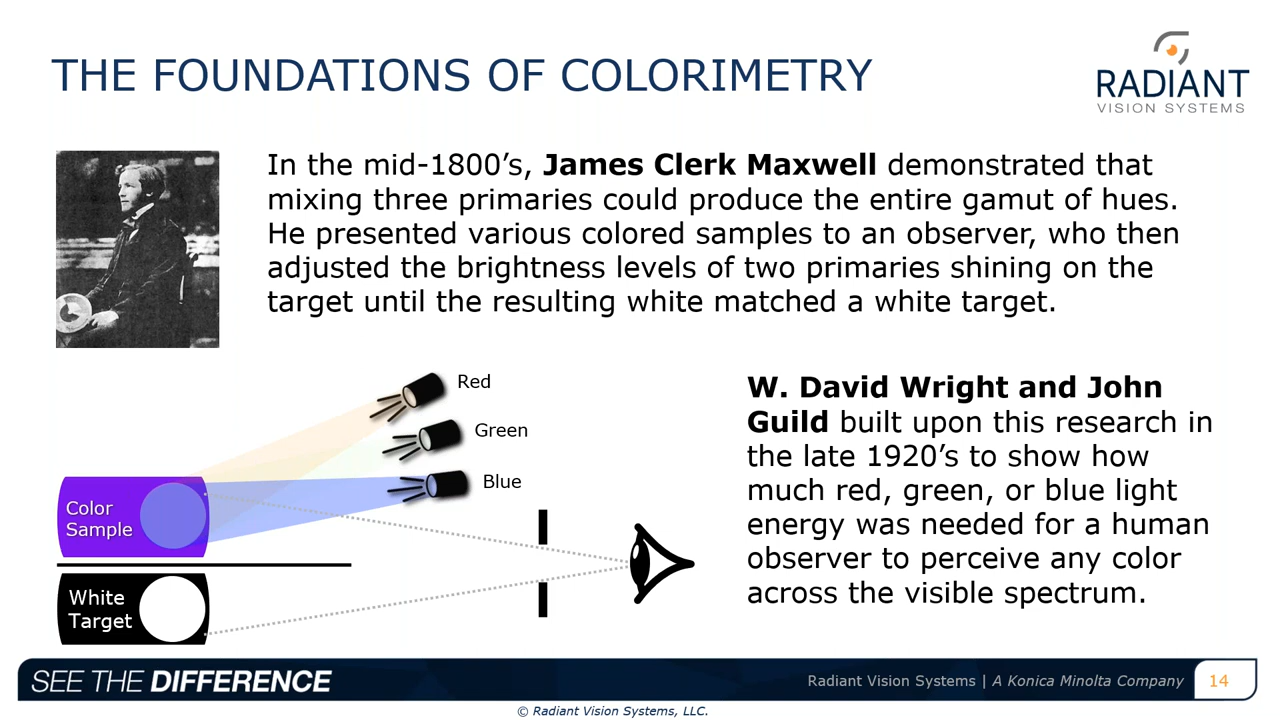 THE FOUNDATIONS OF COLORIMETRY
RADIANT
VISION SYSTEMS
In the mid-1800’s, James Clerk Maxwell demonstrated that
mixing three primaries could produce the entire gamut of hues.
He presented various colored samples to an observer, who then
adjusted the brightness levels of two primaries shining on the
target until the resulting white matched a white target.
Red
Green
Blue
Color
Sample
White
Target
W. David Wright and John
Guild built upon this research in
the late 1920’s to show how
much red, green, or blue light
energy was needed for a human
observer to perceive any color
across the visible spectrum.
SEE THE DIFFERENCE
Radiant Vision Systems | A Konica Minolta Company
14
© Radiant Vision Systems, LLC.